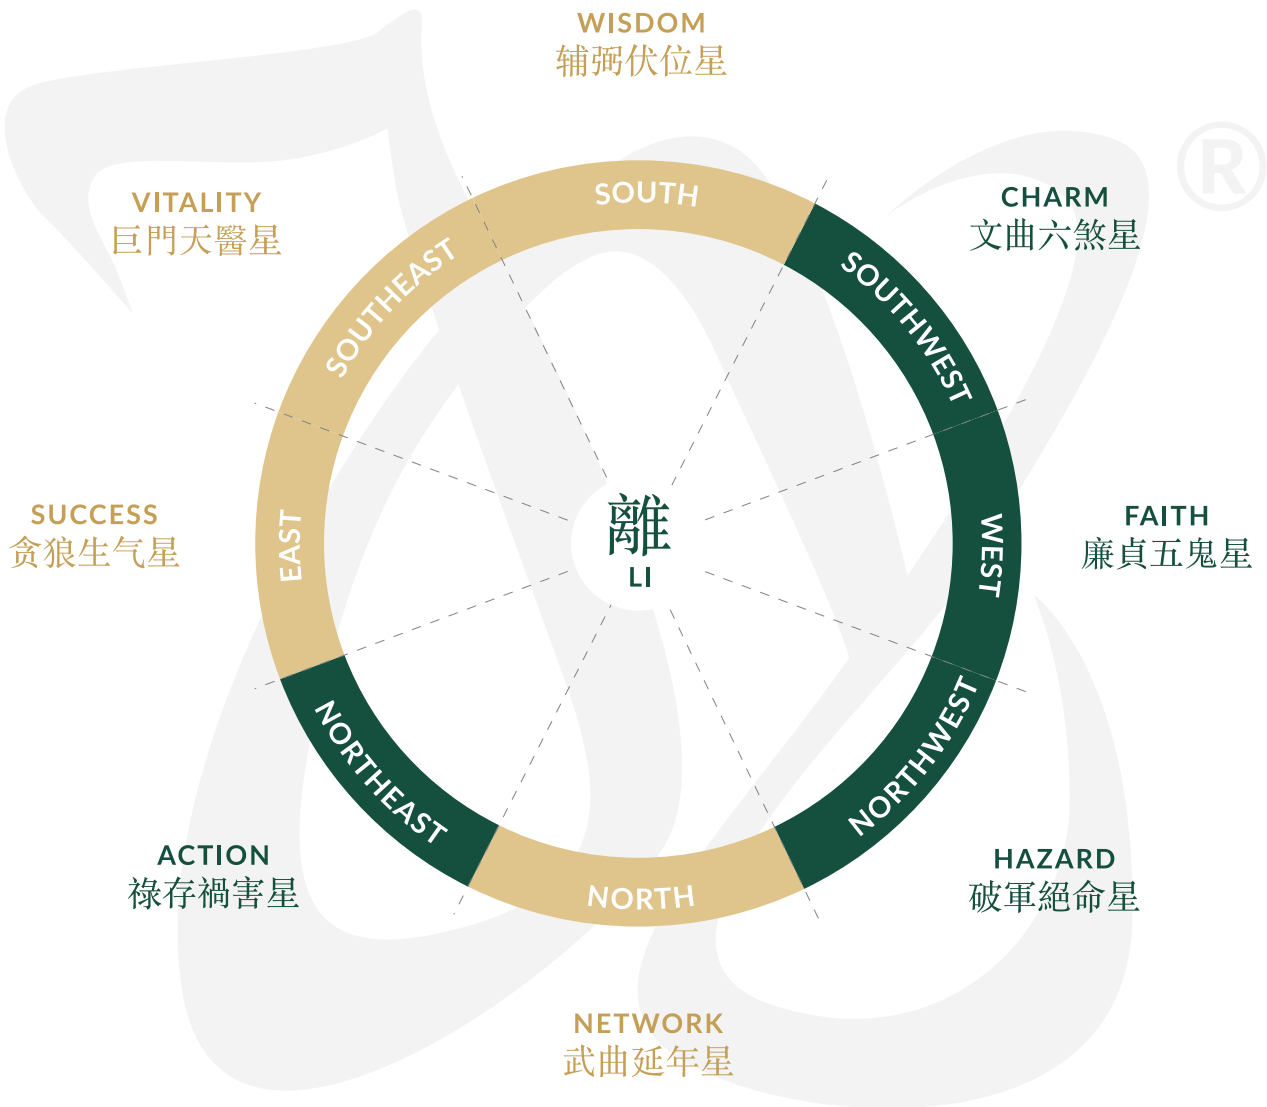 WISDOM
辅弼伏位星
VITALITY
巨門天醫星
CHARM
文曲六煞星
SOUTH
SOUTHEAST
SOUTHWEST
SUCCESS
贪狼生气星
EAST
離
LI
WEST
FAITH
廉貞五鬼星
NORTHEAST
NORTHWEST
ACTION
祿存禍害星
NORTH
HAZARD
破軍絕命星
NETWORK
武曲延年星
®